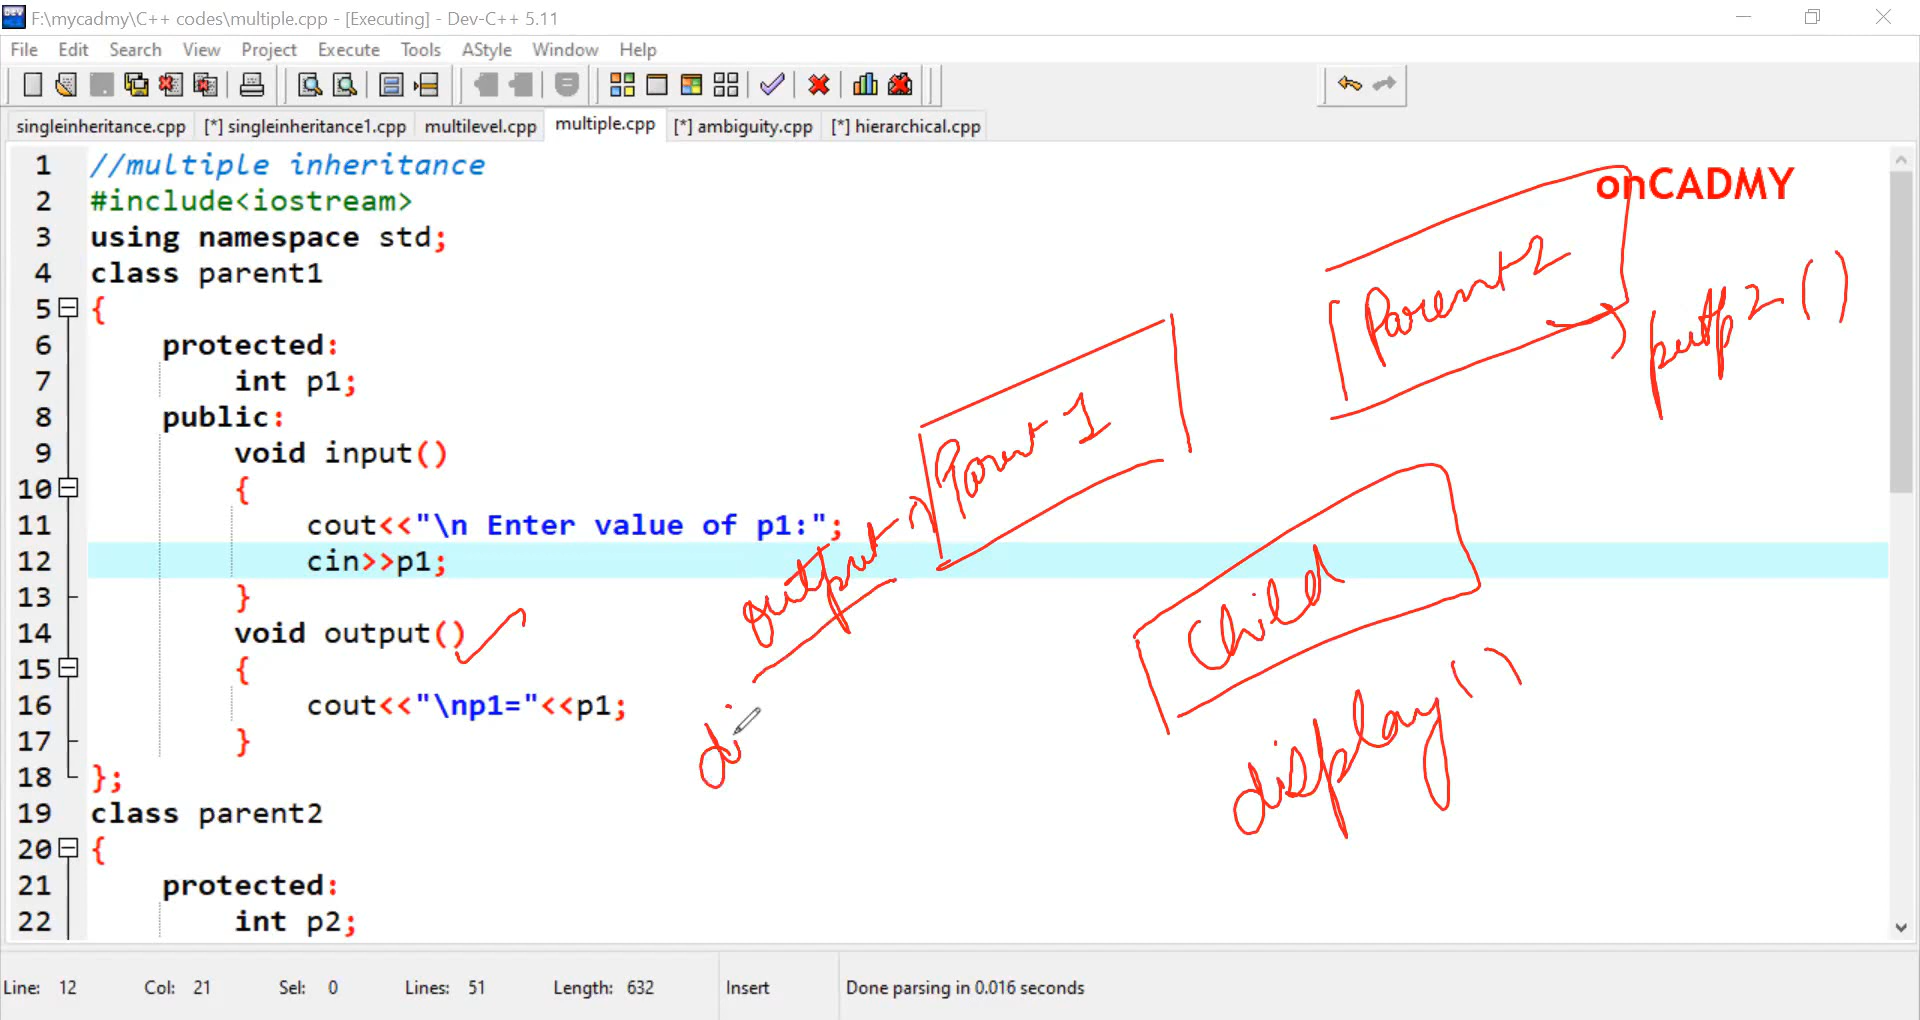 F:\mycadmy\C++ codes\multiple.cpp - [Executing] - Dev-C++ 5.11
File Edit Search View Project Execute Tools AStyle Window Help
singleinheritance.cpp [*] singleinheritance1.cpp multilevel.cpp multiple.cpp [*] ambiguity.cpp [*] hierarchical.cpp
1 //multiple inheritance
2 #include<iostream>
3 using namespace std;
4 class parent1
5 {
6 protected:
7 int p1;
8 public:
9 void input()
10 {
11 cout<<"\n Enter value of p1:";
12 cin>>p1;
13 }
14 void output()
15 {
16 cout<<"\np1="<<p1;
17 }
18 };
19 class parent2
20 {
21 protected:
22 int p2;
onCADMY
Parent 2
putp2 ()
Parent 1
output
Child
display ()
di
Line: 12 Col: 21 Sel: 0 Lines: 51 Length: 632 Insert Done parsing in 0.016 seconds